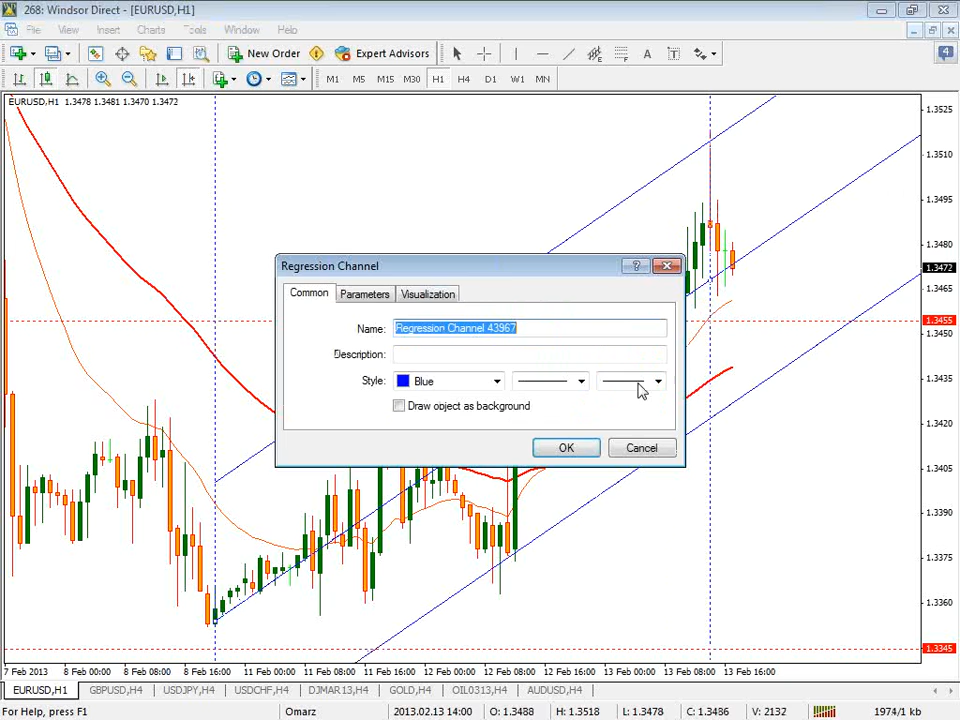 268: Windsor Direct - [EURUSD,H1]
File View Insert Charts Tools Window Help
New Order Expert Advisors A T 4
M1 M5 M15 M30 H1 H4 D1 W1 MN
EURUSD,H1 1.3478 1.3481 1.3470 1.3472
1.3525
1.3510
1.3495
1.3480
1.3472
1.3465
1.3455
1.3450
1.3435
1.3420
1.3405
1.3390
1.3375
1.3360
1.3345
Regression Channel
Common Parameters Visualization
Name: Regression Channel 43967
Description:
Style: Blue
Draw object as background
OK Cancel
7 Feb 2013 8 Feb 00:00 8 Feb 08:00 8 Feb 16:00 11 Feb 00:00 11 Feb 08:00 11 Feb 16:00 12 Feb 00:00 12 Feb 08:00 12 Feb 16:00 13 Feb 00:00 13 Feb 08:00 13 Feb 16:00
EURUSD,H1 GBPUSD,H4 USDJPY,H4 USDCHF,H4 DJMAR13,H4 GOLD,H4 OIL0313,H4 AUDUSD,H4
For Help, press F1 Omarz 2013.02.13 14:00 O: 1.3488 H: 1.3518 L: 1.3478 C: 1.3486 V: 2132 1974/1 kb